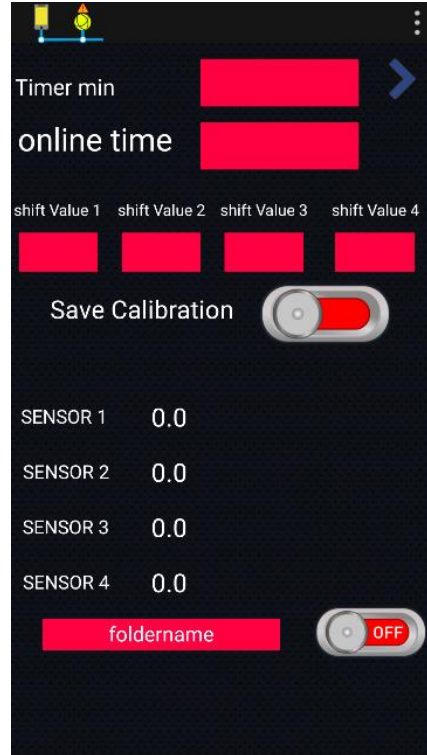 Timer min
online time
shift Value 1 shift Value 2 shift Value 3 shift Value 4
Save Calibration
SENSOR 1 0.0
SENSOR 2 0.0
SENSOR 3 0.0
SENSOR 4 0.0
foldername OFF